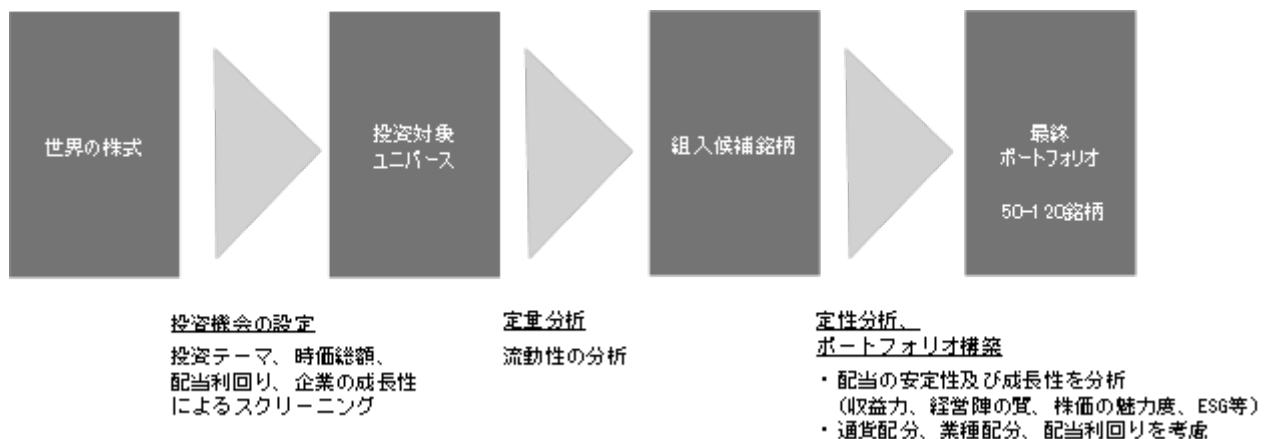 世界の株式
投資対象
ユニバース
組入候補銘柄
最終
ポートフォリオ
50-120銘柄
投資機会の設定
投資テーマ、時価総額、
配当利回り、企業の成長性
によるスクリーニング
定量分析
流動性の分析
定性分析、
ポートフォリオ構築
・配当の安定性及び成長性を分析
(収益力、経営陣の質、株価の魅力度、ESG等)
・通貨配分、業種配分、配当利回りを考慮